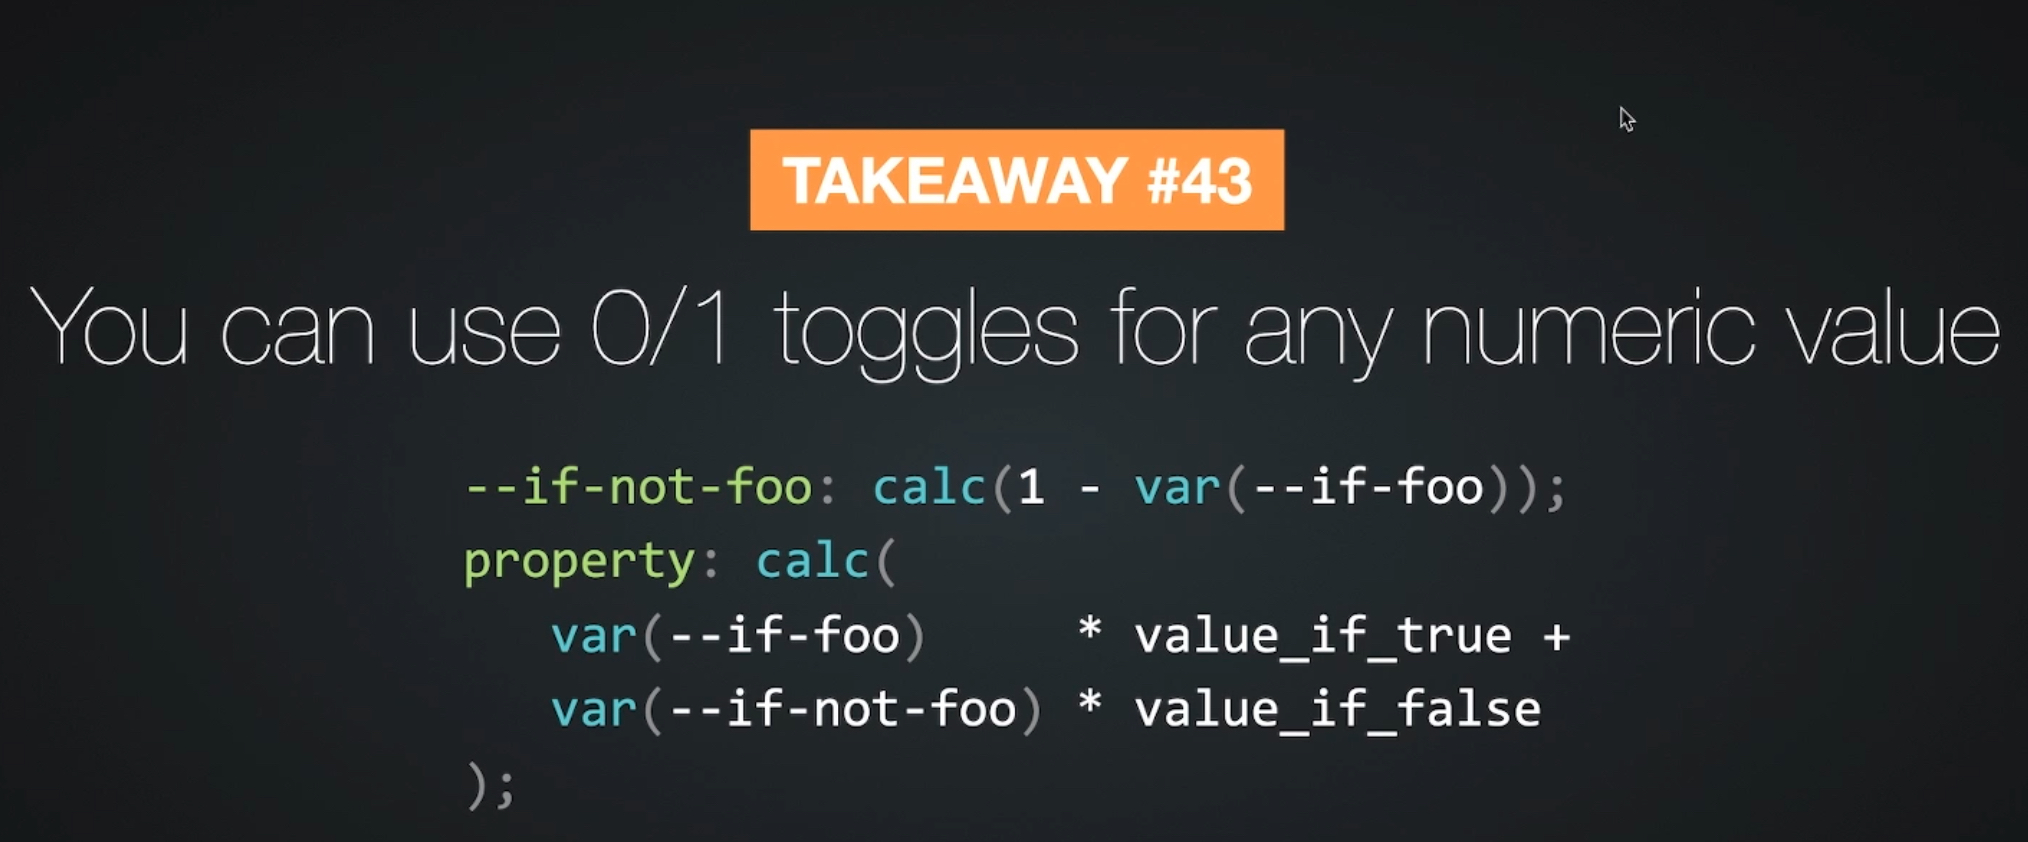 TAKEAWAY #43
You can use 0/1 toggles for any numeric value
--if-not-foo: calc(1 - var(--if-foo));
property: calc(
   var(--if-foo)     * value_if_true +
   var(--if-not-foo) * value_if_false
);